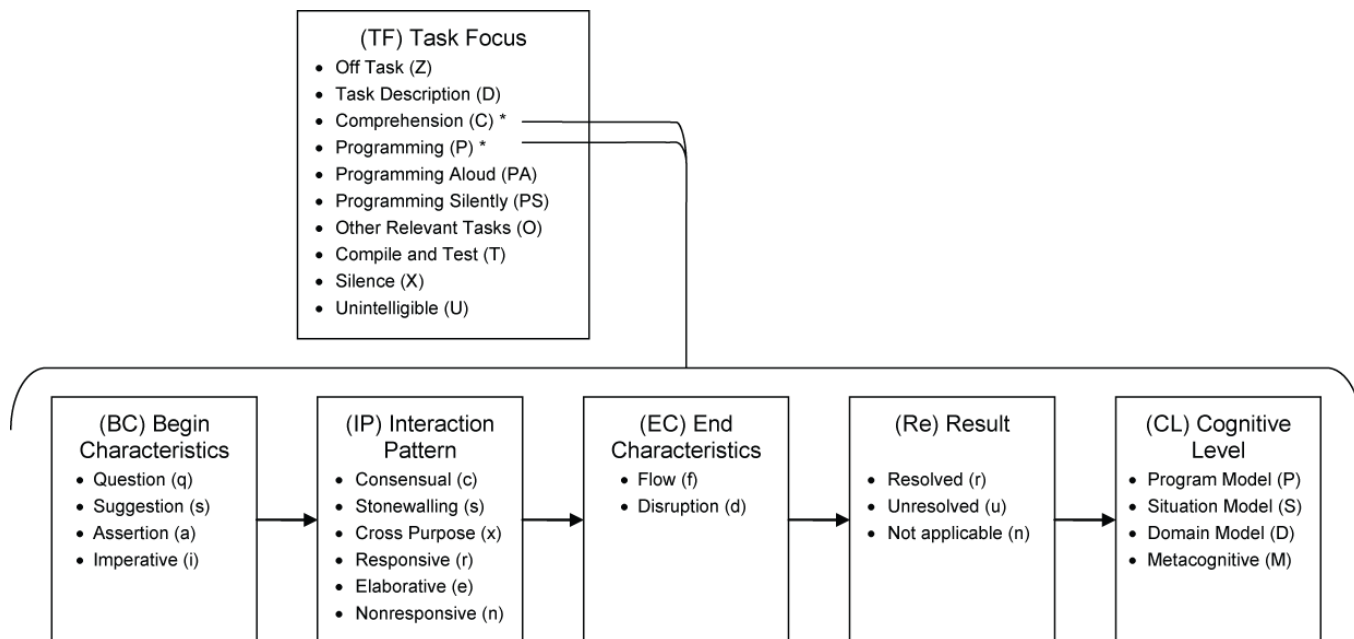 (TF) Task Focus
• Off Task (Z)
• Task Description (D)
• Comprehension (C) *
• Programming (P) *
• Programming Aloud (PA)
• Programming Silently (PS)
• Other Relevant Tasks (O)
• Compile and Test (T)
• Silence (X)
• Unintelligible (U)
(BC) Begin
Characteristics
• Question (q)
• Suggestion (s)
• Assertion (a)
• Imperative (i)
(IP) Interaction
Pattern
• Consensual (c)
• Stonewalling (s)
• Cross Purpose (x)
• Responsive (r)
• Elaborative (e)
• Nonresponsive (n)
(EC) End
Characteristics
• Flow (f)
• Disruption (d)
(Re) Result
• Resolved (r)
• Unresolved (u)
• Not applicable (n)
(CL) Cognitive
Level
• Program Model (P)
• Situation Model (S)
• Domain Model (D)
• Metacognitive (M)